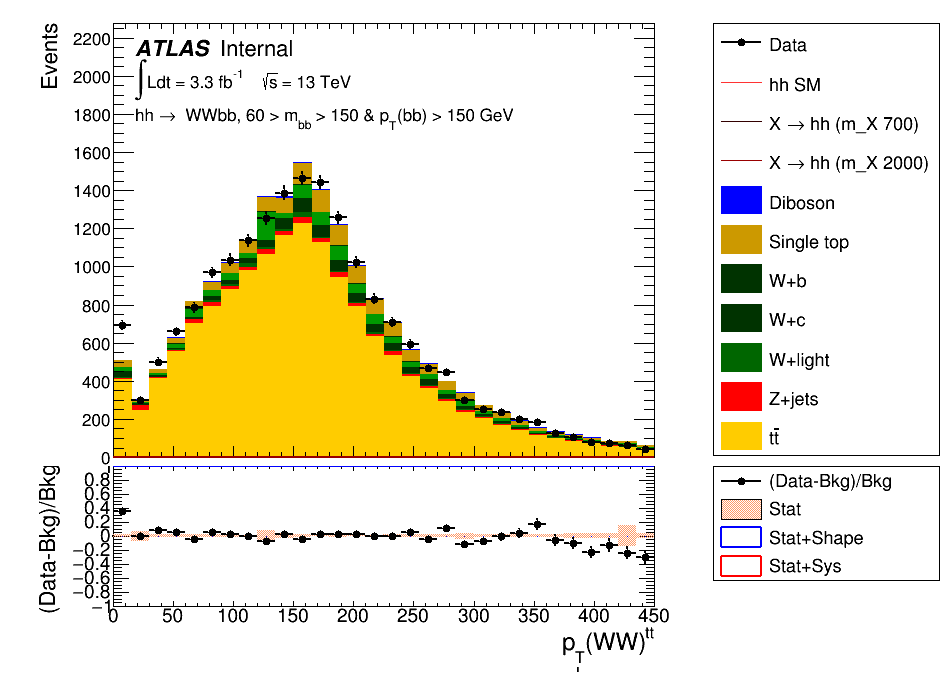 Events
2200
2000
1800
1600
1400
1200
1000
800
600
400
200
0
ATLAS Internal
∫Ldt = 3.3 fb⁻¹ √s = 13 TeV
hh → WWbb, 60 > m_bb > 150 & p_T(bb) > 150 GeV
Data
hh SM
X → hh (m_X 700)
X → hh (m_X 2000)
Diboson
Single top
W+b
W+c
W+light
Z+jets
tt̄
(Data-Bkg)/Bkg
0.8
0.6
0.4
0.2
0
−0.2
−0.4
−0.6
−0.8
−1
0 50 100 150 200 250 300 350 400 450
p_T(WW)^tt
(Data-Bkg)/Bkg
Stat
Stat+Shape
Stat+Sys